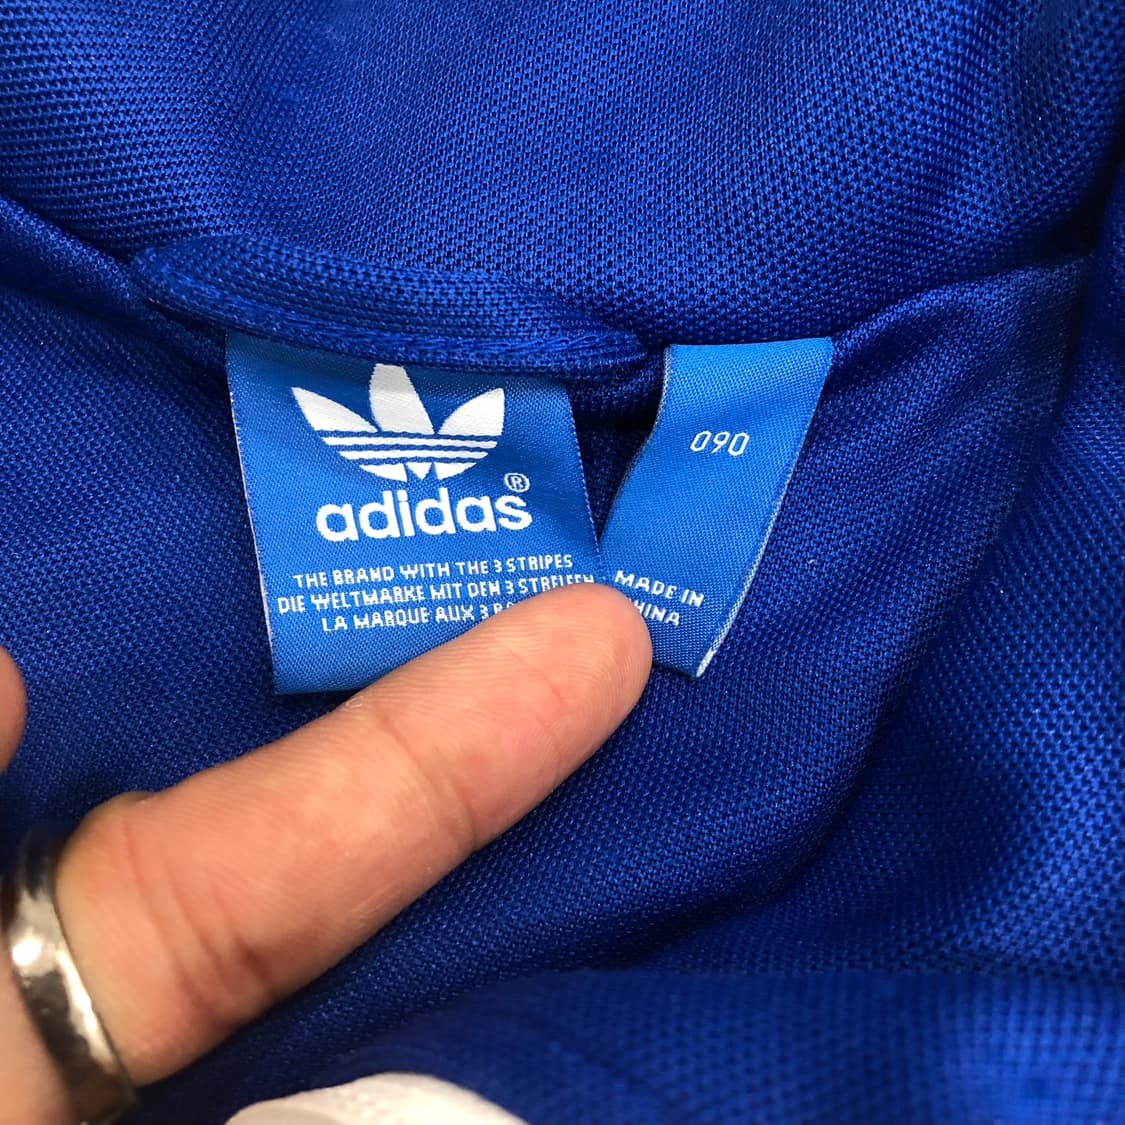 adidas®
THE BRAND WITH THE 3 STRIPES
DIE WELTMARKE MIT DEN 3 STREIFEN
LA MARQUE AUX 3
090
MADE IN
HINA